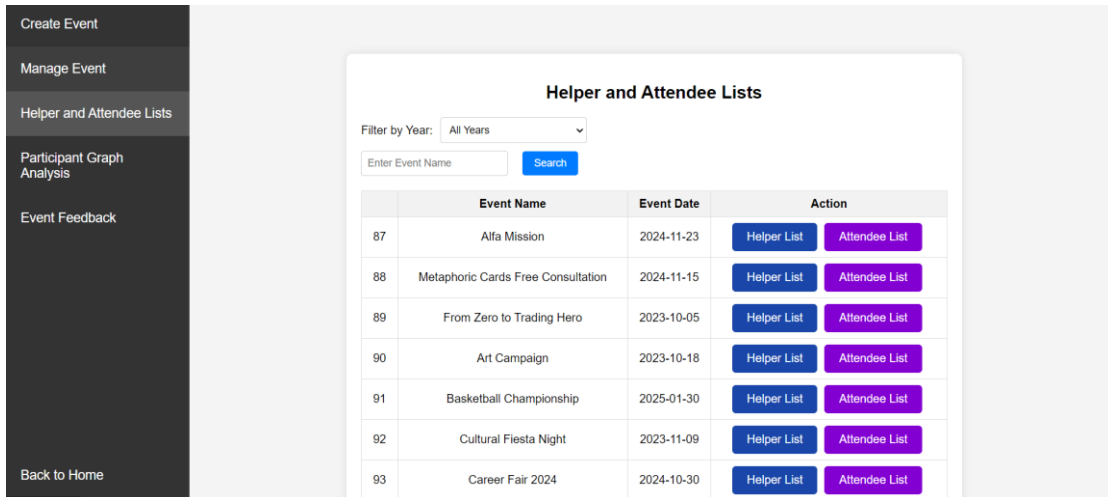 Create Event
Manage Event
Helper and Attendee Lists
Participant Graph
Analysis
Event Feedback
Back to Home
Helper and Attendee Lists
Filter by Year: All Years
Enter Event Name Search
Event Name Event Date Action
87 Alfa Mission 2024-11-23 Helper List Attendee List
88 Metaphoric Cards Free Consultation 2024-11-15 Helper List Attendee List
89 From Zero to Trading Hero 2023-10-05 Helper List Attendee List
90 Art Campaign 2023-10-18 Helper List Attendee List
91 Basketball Championship 2025-01-30 Helper List Attendee List
92 Cultural Fiesta Night 2023-11-09 Helper List Attendee List
93 Career Fair 2024 2024-10-30 Helper List Attendee List